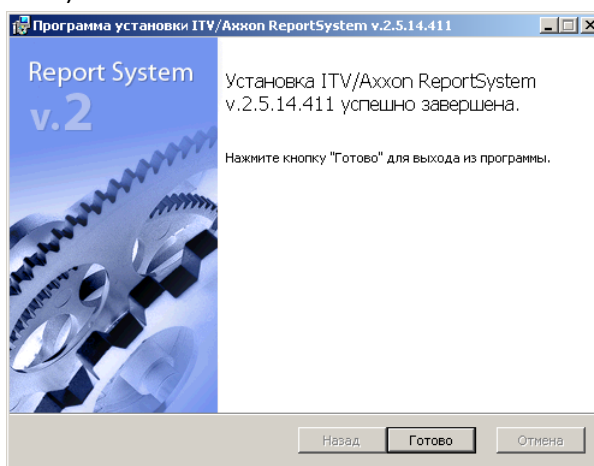 Программа установки ITV/Axxon ReportSystem v.2.5.14.411
Report System
v.2
Установка ITV/Axxon ReportSystem
v.2.5.14.411 успешно завершена.
Нажмите кнопку "Готово" для выхода из программы.
Назад Готово Отмена